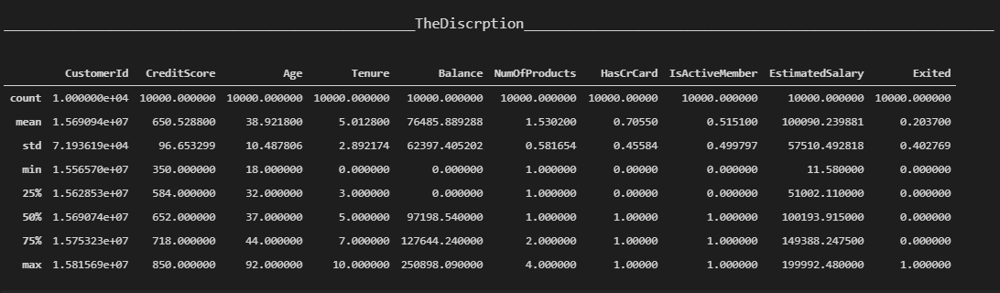 TheDiscrption
CustomerId CreditScore Age Tenure Balance NumOfProducts HasCrCard IsActiveMember EstimatedSalary Exited
count 1.000000e+04 10000.000000 10000.000000 10000.000000 10000.000000 10000.000000 10000.00000 10000.000000 10000.000000 10000.000000
mean 1.569094e+07 650.528800 38.921800 5.012800 76485.889288 1.530200 0.70550 0.515100 100090.239881 0.203700
std 7.193619e+04 96.653299 10.487806 2.892174 62397.405202 0.581654 0.45584 0.499797 57510.492818 0.402769
min 1.556570e+07 350.000000 18.000000 0.000000 0.000000 1.000000 0.00000 0.000000 11.580000 0.000000
25% 1.562853e+07 584.000000 32.000000 3.000000 0.000000 1.000000 0.00000 0.000000 51002.110000 0.000000
50% 1.569074e+07 652.000000 37.000000 5.000000 97198.540000 1.000000 1.00000 1.000000 100193.915000 0.000000
75% 1.575323e+07 718.000000 44.000000 7.000000 127644.240000 2.000000 1.00000 1.000000 149388.247500 0.000000
max 1.581569e+07 850.000000 92.000000 10.000000 250898.090000 4.000000 1.00000 1.000000 199992.480000 1.000000